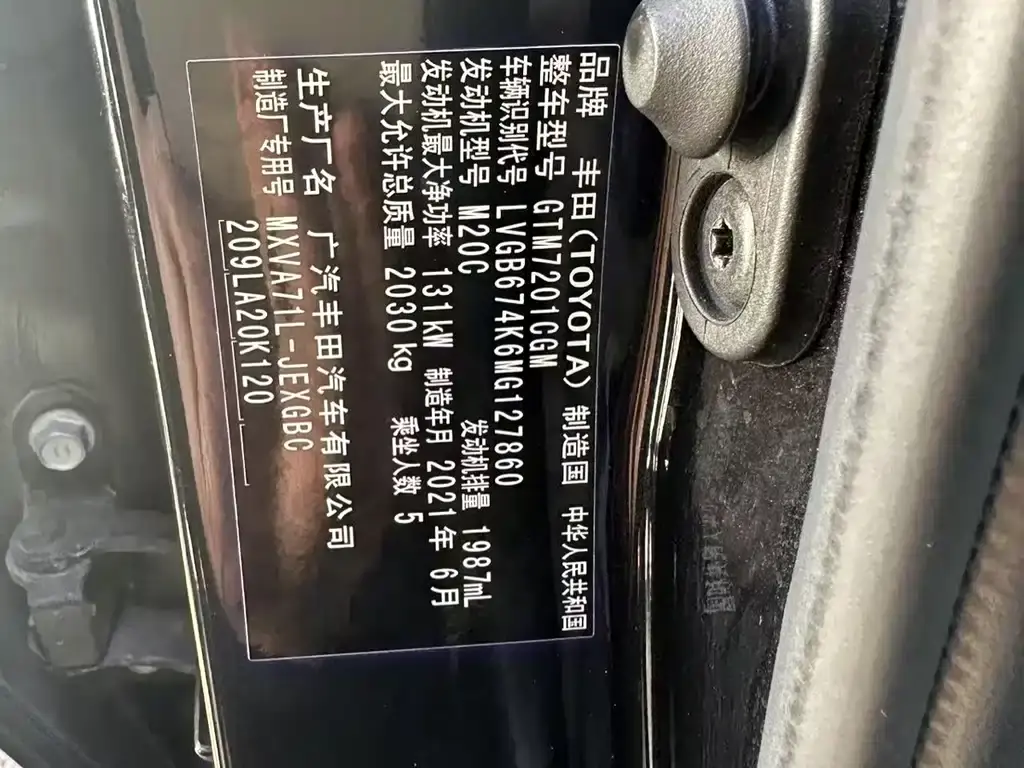 品牌 丰田(TOYOTA) 制造国 中华人民共和国
整车型号 GTM7201CGM
车辆识别代号 LVGB674K6MG127860
发动机型号 M20C 发动机排量 1987mL
发动机最大净功率 131kW 制造年月 2021年 6月
最大允许总质量 2030kg 乘坐人数 5
生产厂名 广汽丰田汽车有限公司
制造厂专用号 MXVA71L-JEXGBC
209LA20K120